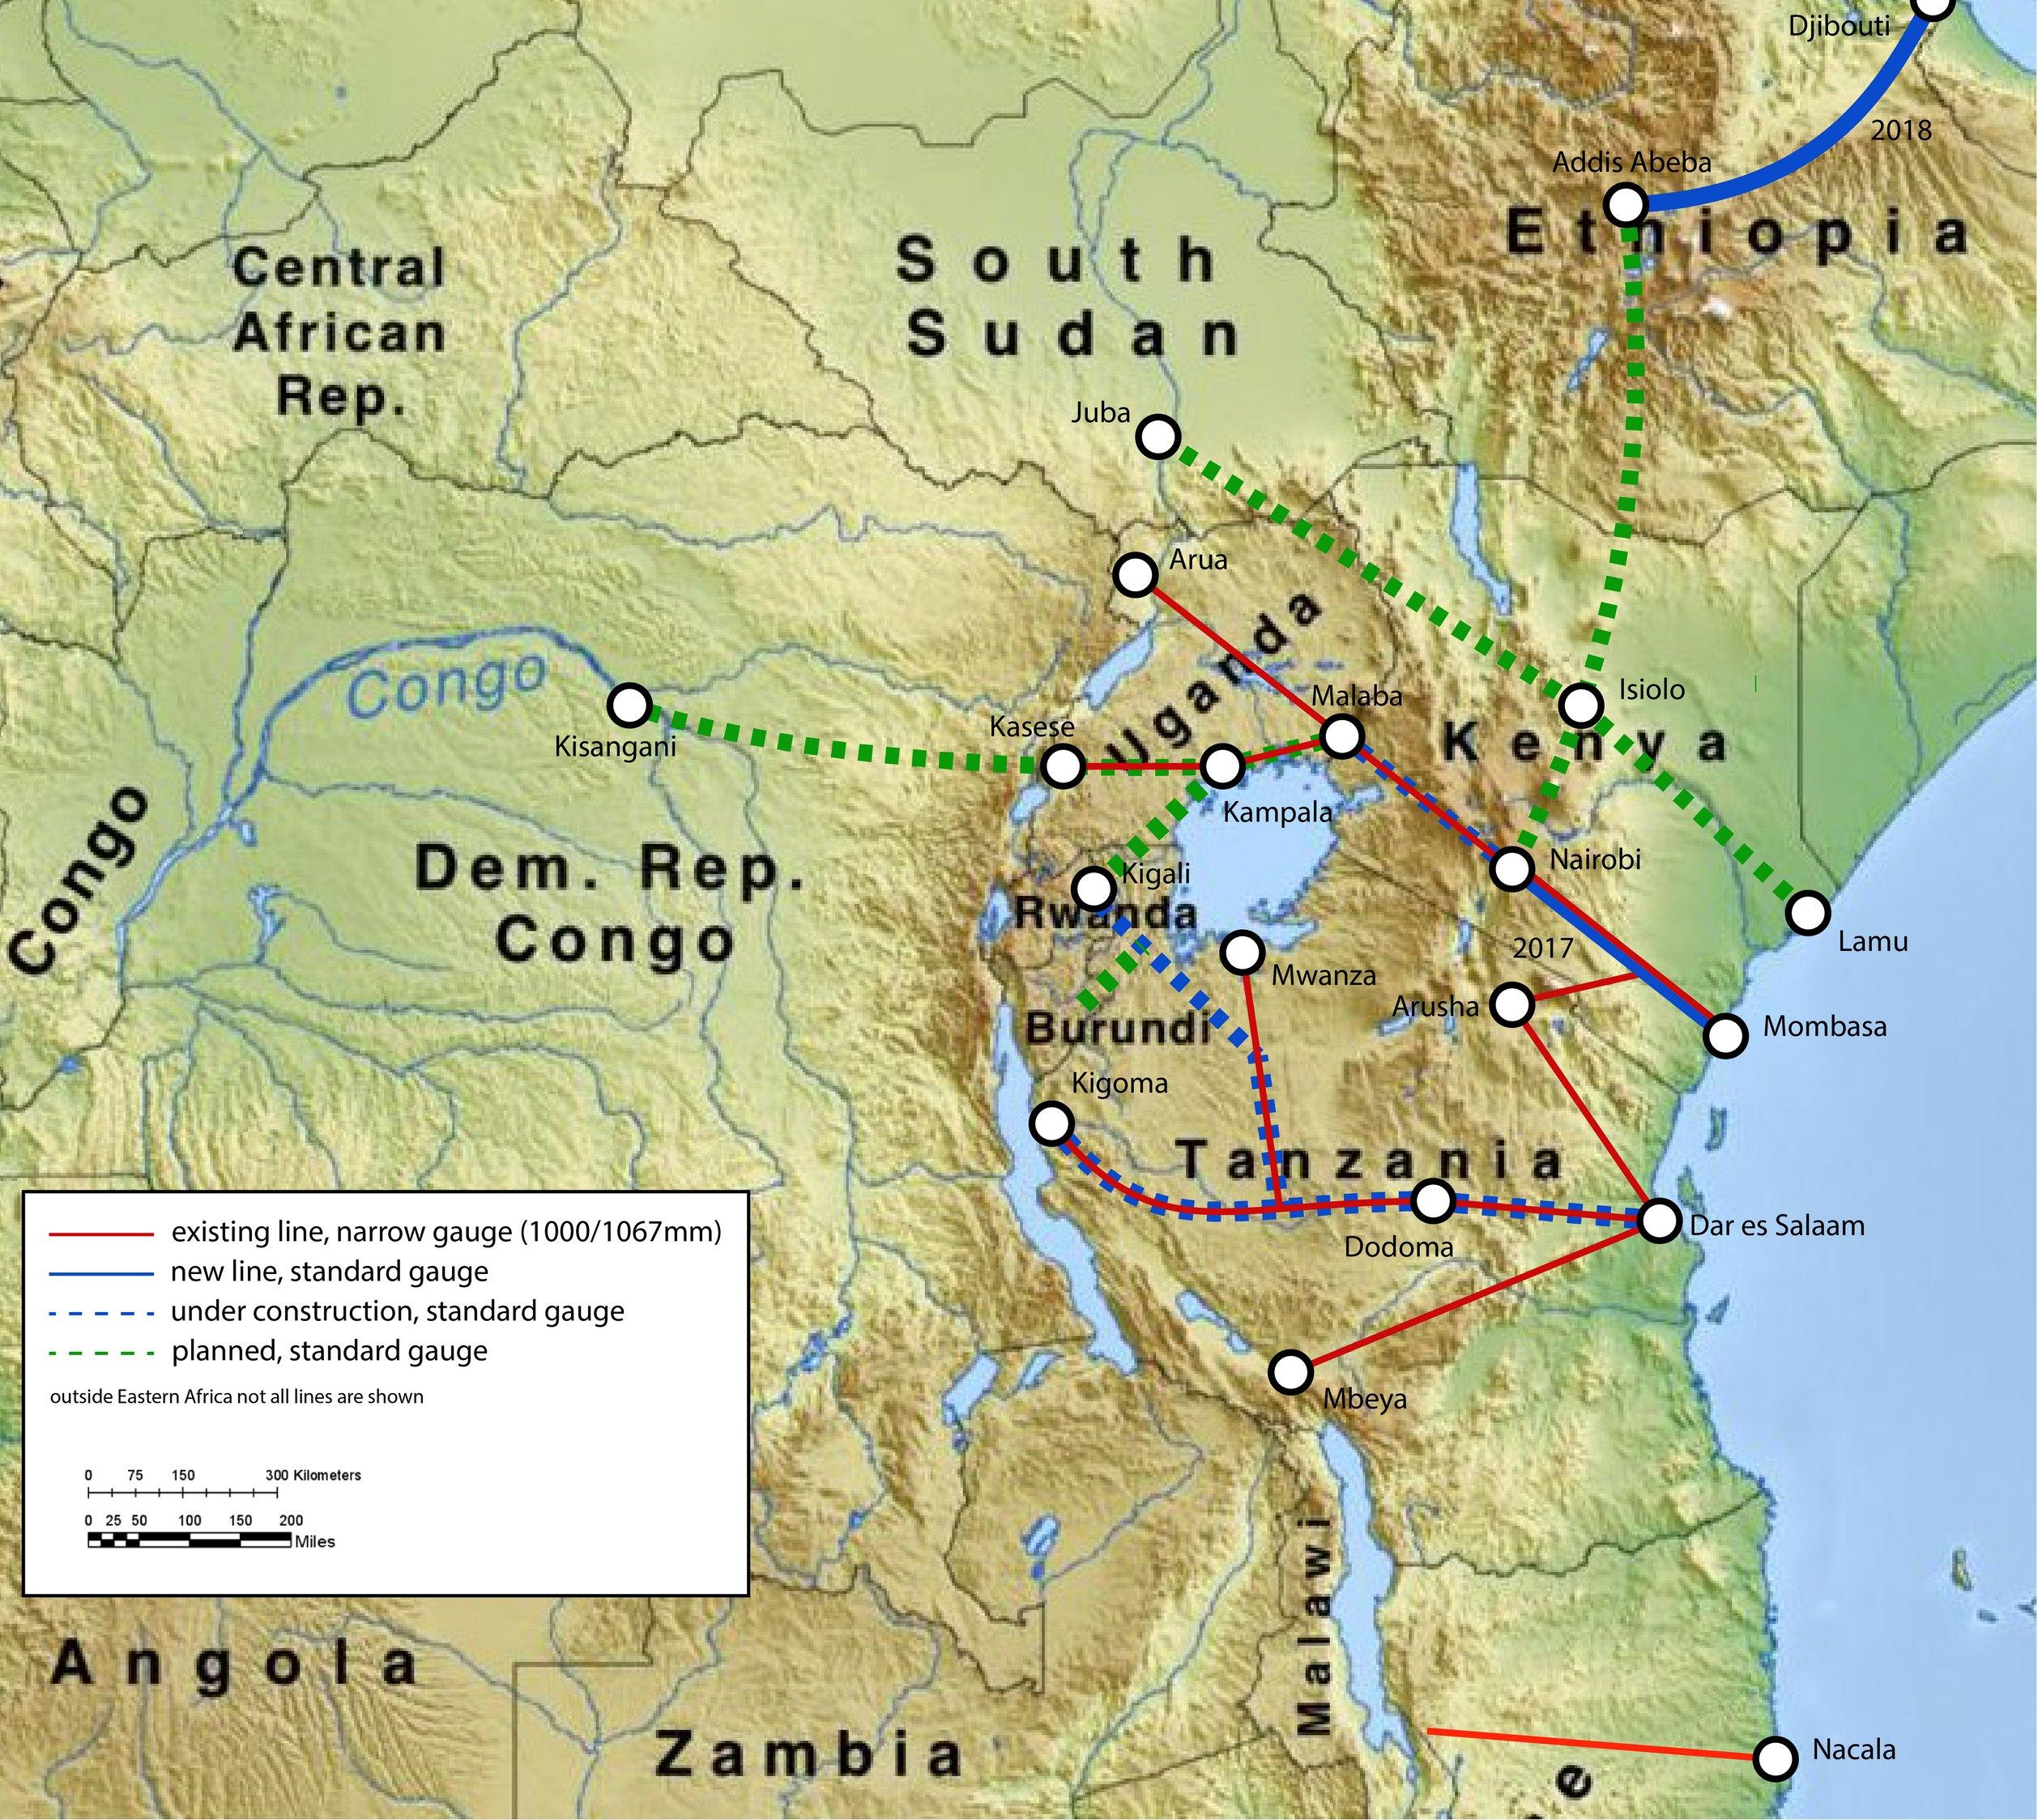 Djibouti
2018
Addis Abeba
Ethiopia
Central
African
Rep.
South
Sudan
Juba
Arua
Uganda
Congo
Kisangani
Kasese
Malaba
Isiolo
Kenya
Kampala
Congo
Dem. Rep.
Congo
Kigali
Rwanda
Nairobi
2017
Lamu
Mwanza
Arusha
Mombasa
Burundi
Kigoma
Tanzania
Dodoma
Dar es Salaam
Mbeya
existing line, narrow gauge (1000/1067mm)
new line, standard gauge
under construction, standard gauge
planned, standard gauge
outside Eastern Africa not all lines are shown
0 75 150 300 Kilometers
0 25 50 100 150 200
Miles
Malawi
Angola
Zambia
Nacala
e